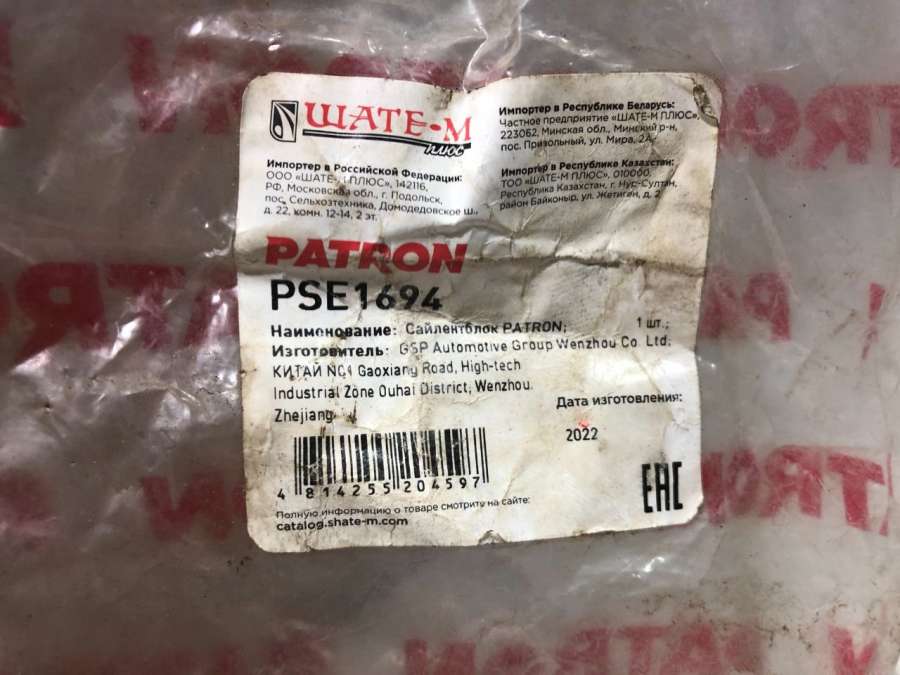 ШАТЕ-М
плюс
Импортер в Российской Федерации:
ООО «ШАТЕ-М ПЛЮС», 142116,
РФ, Московская обл., г. Подольск,
пос. Сельхозтехника, Домодедовское ш.,
д. 22, комн. 12-14, 2 эт.
Импортер в Республике Беларусь:
Частное предприятие «ШАТЕ-М ПЛЮС»,
223062, Минская обл., Минский р-н,
пос. Призольный, ул. Мира, 2А
Импортер в Республике Казахстан:
ТОО «ШАТЕ-М ПЛЮС», 010000,
Республика Казахстан, г. Нур-Султан,
район Байконыр, ул. Жетиген, д. 2
PATRON
PSE1694
Наименование: Сайлентблок PATRON; 1 шт.;
Изготовитель: GSP Automotive Group Wenzhou Co. Ltd;
КИТАЙ NO1 Gaoxiang Road, High-tech
Industrial Zone Ouhai District, Wenzhou.
Zhejiang
Дата изготовления:
2022
4 814255 204597
EAC
Полную информацию о товаре смотрите на сайте:
catalog.shate-m.com